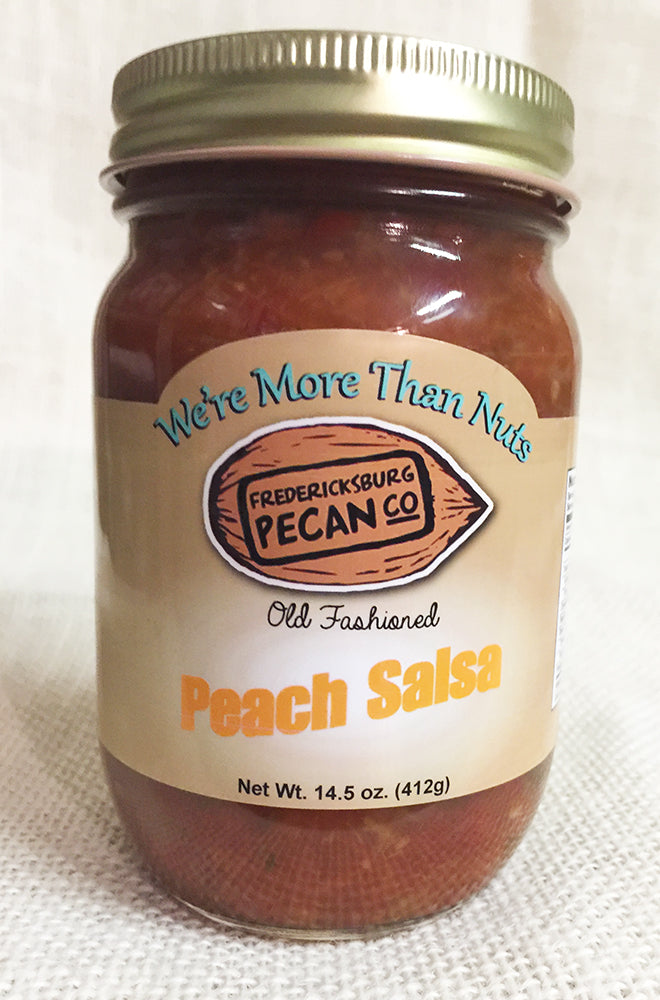 We're More Than Nuts
FREDERICKSBURG
PECAN CO
Old Fashioned
Peach Salsa
Net Wt. 14.5 oz. (412g)